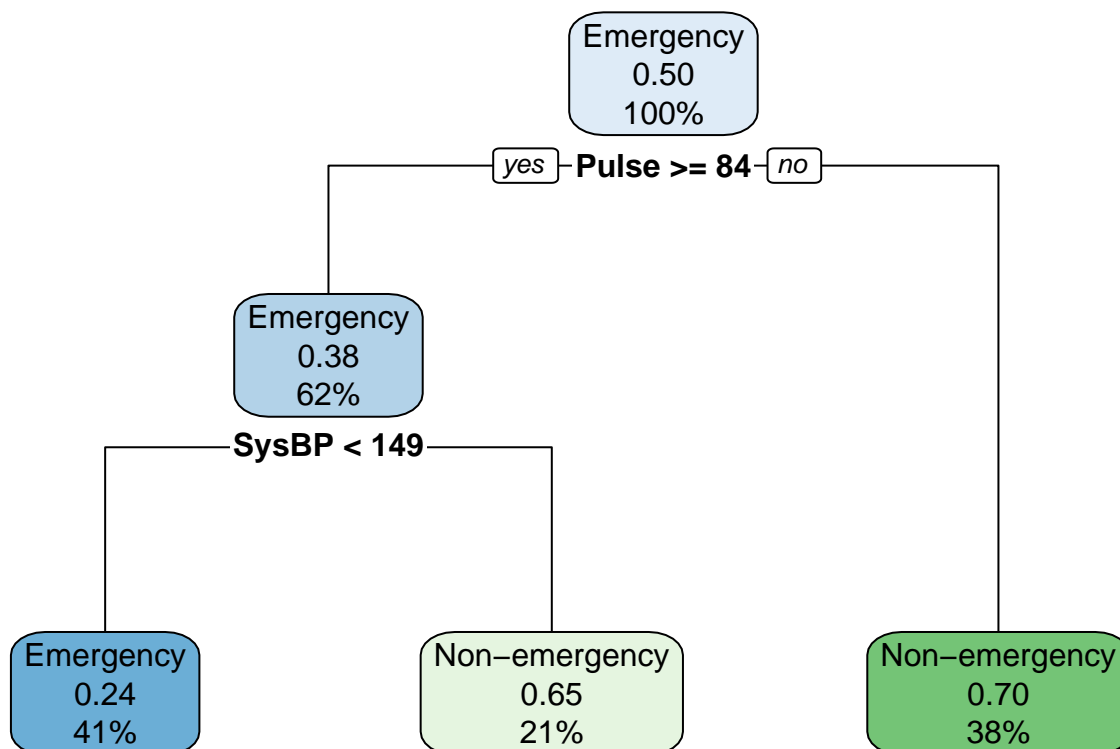 Emergency
0.50
100%
yes Pulse >= 84 no
Emergency
0.38
62%
SysBP < 149
Emergency
0.24
41%
Non−emergency
0.65
21%
Non−emergency
0.70
38%